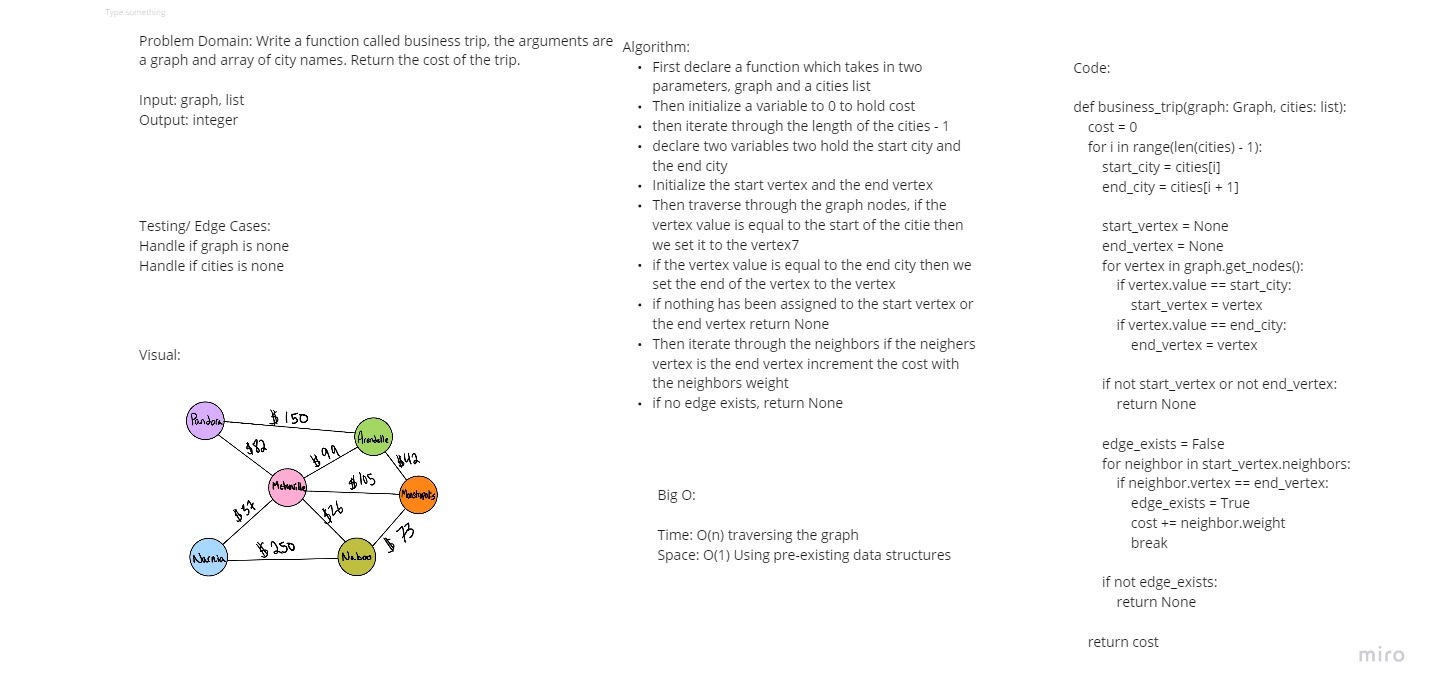 Type something
Problem Domain: Write a function called business trip, the arguments are
a graph and array of city names. Return the cost of the trip.
Input: graph, list
Output: integer
Testing/ Edge Cases:
Handle if graph is none
Handle if cities is none
Visual:
Pandora
$150
Arendelle
$82
$99
$42
Metroville
$105
Monstropolis
$37
$26
$73
Narnia
$250
Naboo
Algorithm:
• First declare a function which takes in two
parameters, graph and a cities list
• Then initialize a variable to 0 to hold cost
• then iterate through the length of the cities - 1
• declare two variables two hold the start city and
the end city
• Initialize the start vertex and the end vertex
• Then traverse through the graph nodes, if the
vertex value is equal to the start of the citie then
we set it to the vertex7
• if the vertex value is equal to the end city then we
set the end of the vertex to the vertex
• if nothing has been assigned to the start vertex or
the end vertex return None
• Then iterate through the neighbors if the neighers
vertex is the end vertex increment the cost with
the neighbors weight
• if no edge exists, return None
Big O:
Time: O(n) traversing the graph
Space: O(1) Using pre-existing data structures
Code:
def business_trip(graph: Graph, cities: list):
cost = 0
for i in range(len(cities) - 1):
start_city = cities[i]
end_city = cities[i + 1]
start_vertex = None
end_vertex = None
for vertex in graph.get_nodes():
if vertex.value == start_city:
start_vertex = vertex
if vertex.value == end_city:
end_vertex = vertex
if not start_vertex or not end_vertex:
return None
edge_exists = False
for neighbor in start_vertex.neighbors:
if neighbor.vertex == end_vertex:
edge_exists = True
cost += neighbor.weight
break
if not edge_exists:
return None
return cost
miro